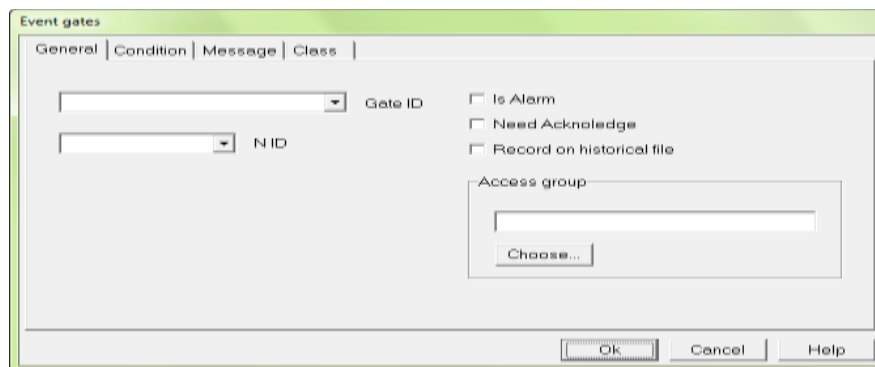 Event gates
General Condition Message Class
Gate ID
N ID
Is Alarm
Need Acknoledge
Record on historical file
Access group
Choose...
Ok Cancel Help